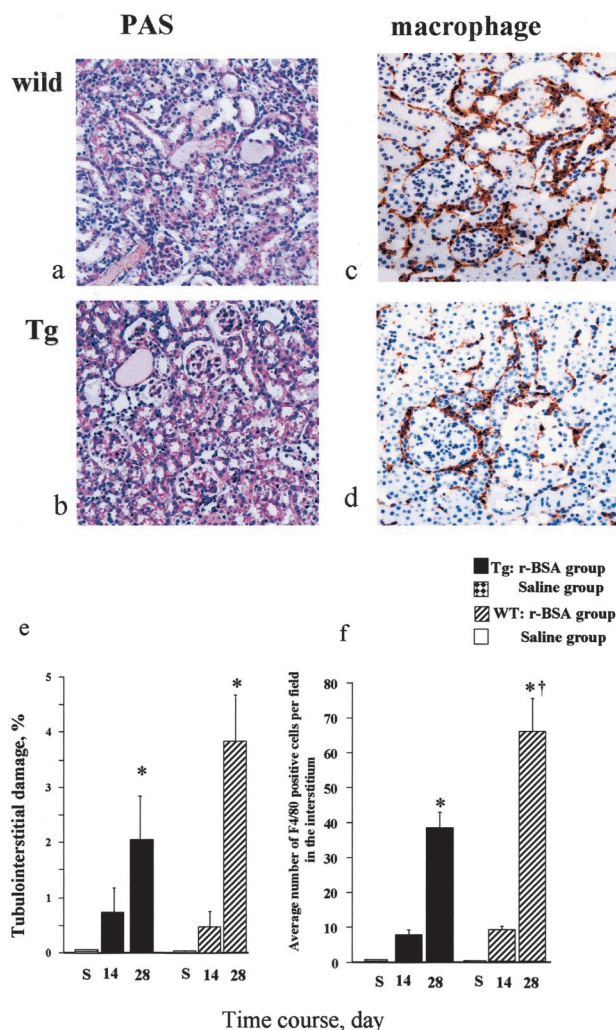 PAS macrophage
wild
a c
Tg
b d
Tg: r-BSA group
Saline group
WT: r-BSA group
Saline group
e f
Tubulointerstitial damage, %
5
4
3
2
1
0
*
*
S 14 28 S 14 28
Average number of F4/80 positive cells per field
in the interstitium
80
70
60
50
40
30
20
10
0
*
*†
S 14 28 S 14 28
Time course, day